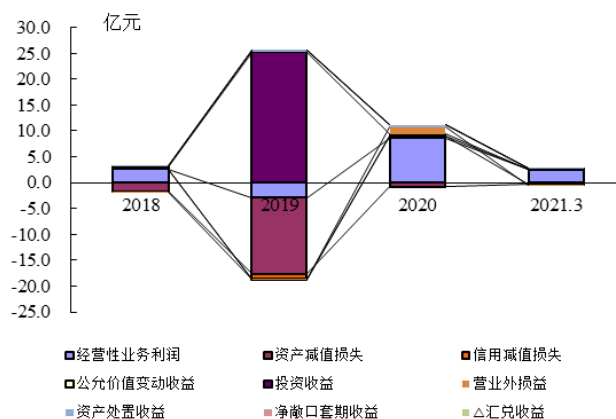 亿元
30.0
25.0
20.0
15.0
10.0
5.0
0.0
-5.0
-10.0
-15.0
-20.0
-25.0
2018 2019 2020 2021.3
经营性业务利润 资产减值损失 信用减值损失
公允价值变动收益 投资收益 营业外损益
资产处置收益 净敞口套期收益 △汇兑收益